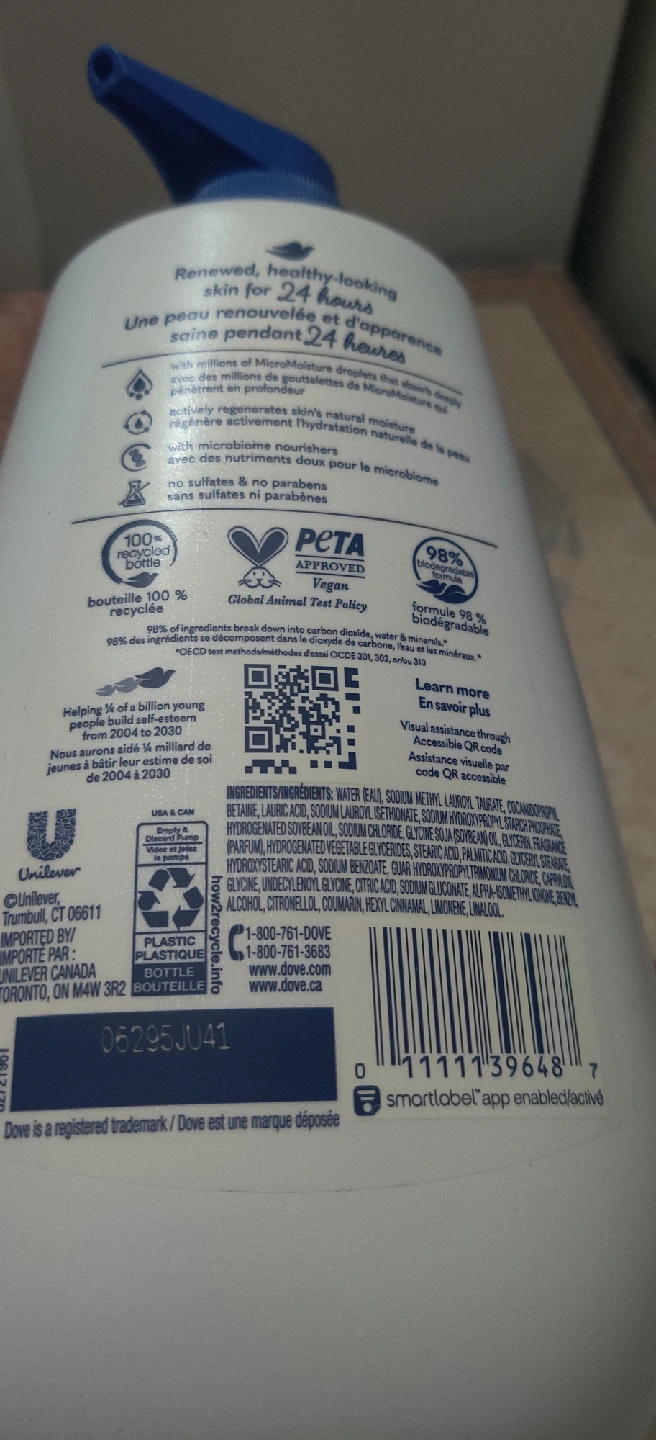 Renewed, healthy-looking
skin for 24 hours
Une peau renouvelée et d'apparence
saine pendant 24 heures
with millions of MicroMoisture droplets that absorb deeply
avec des millions de gouttelettes de MicroMoisture qui
pénètrent en profondeur
actively regenerates skin's natural moisture
régénère activement l'hydratation naturelle de la peau
with microbiome nourishers
avec des nutriments doux pour le microbiome
no sulfates & no parabens
sans sulfates ni parabènes
100%
recycled
bottle
bouteille 100 %
recyclée
PETA
APPROVED
Vegan
Global Animal Test Policy
98%
biodegradable
formula
formule 98 %
biodégradable
98% of ingredients break down into carbon dioxide, water & minerals.*
98% des ingrédients se décomposent dans le dioxyde de carbone, l'eau et les minéraux.*
*OECD test methods/méthodes d'essai OCDE 301, 302, or/ou 310
Helping ¼ of a billion young
people build self-esteem
from 2004 to 2030
Nous aurons aidé ¼ milliard de
jeunes à bâtir leur estime de soi
de 2004 à 2030
Learn more
En savoir plus
Visual assistance through
Accessible QR code
Assistance visuelle par
code QR accessible
INGREDIENTS/INGRÉDIENTS: WATER (EAU), SODIUM METHYL LAUROYL TAURATE, COCAMIDOPROPYL
BETAINE, LAURIC ACID, SODIUM LAUROYL ISETHIONATE, SODIUM HYDROXYPROPYL STARCH PHOSPHATE,
HYDROGENATED SOYBEAN OIL, SODIUM CHLORIDE, GLYCINE SOJA (SOYBEAN) OIL, GLYCERIN, FRAGRANCE
(PARFUM), HYDROGENATED VEGETABLE GLYCERIDES, STEARIC ACID, PALMITIC ACID, GLYCERYL STEARATE,
HYDROXYSTEARIC ACID, SODIUM BENZOATE, GUAR HYDROXYPROPYLTRIMONIUM CHLORIDE, CAPRYLOYL
GLYCINE, UNDECYLENOYL GLYCINE, CITRIC ACID, SODIUM GLUCONATE, ALPHA-ISOMETHYL IONONE, BENZYL
ALCOHOL, CITRONELLOL, COUMARIN, HEXYL CINNAMAL, LIMONENE, LINALOOL.
Unilever
©Unilever,
Trumbull, CT 06611
IMPORTED BY/
IMPORTÉ PAR :
UNILEVER CANADA
TORONTO, ON M4W 3R2
USA & CAN
Empty &
Discard Pump
Videz et jetez
la pompe
PLASTIC
PLASTIQUE
BOTTLE
BOUTEILLE
how2recycle.info
1-800-761-DOVE
1-800-761-3683
www.dove.com
www.dove.ca
06295JU41
0 11111 39648 7
smartlabel™ app enabled/activé
Dove is a registered trademark / Dove est une marque déposée